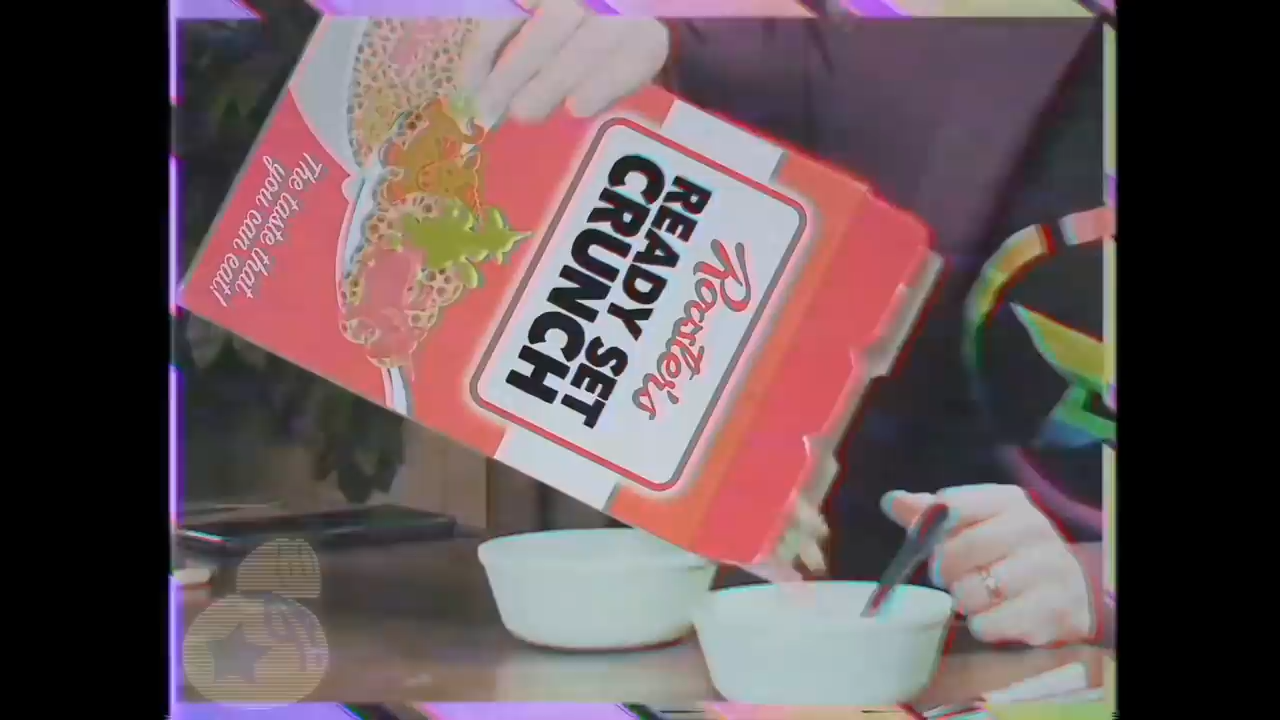 Rooster's
READY SET
CRUNCH
The taste that
you can eat!